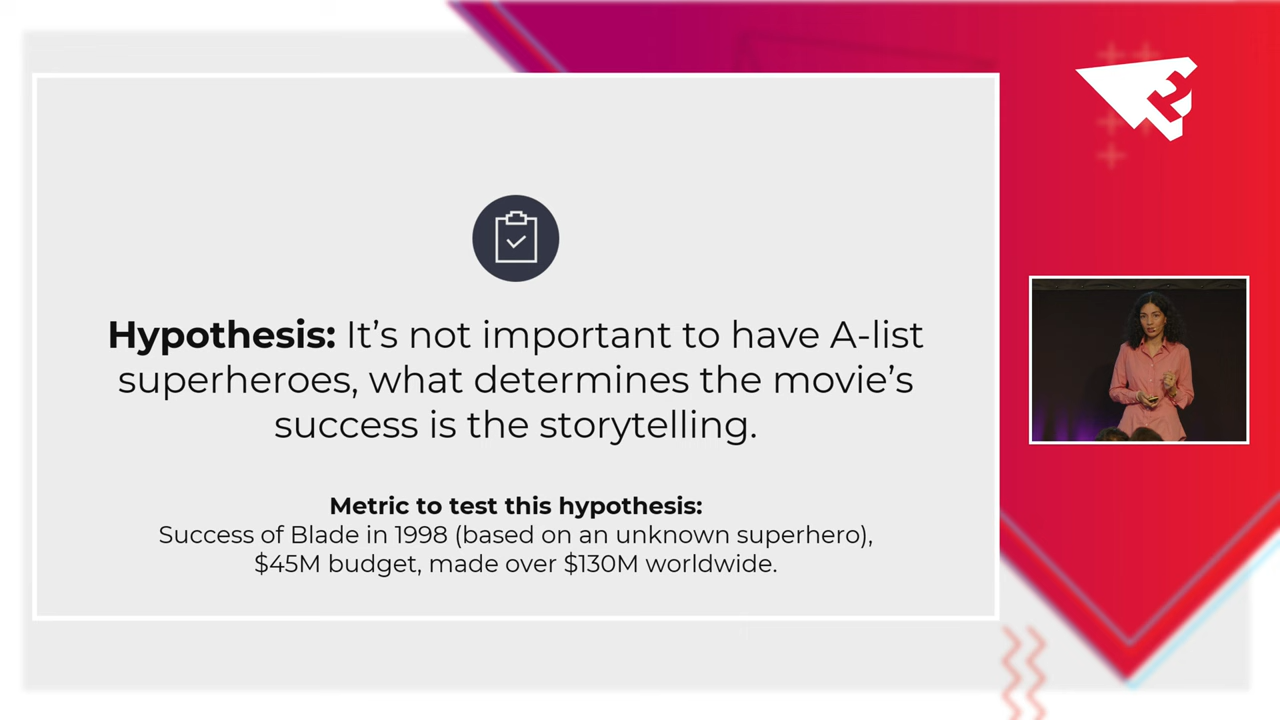 Hypothesis: It’s not important to have A-list
superheroes, what determines the movie’s
success is the storytelling.
Metric to test this hypothesis:
Success of Blade in 1998 (based on an unknown superhero),
$45M budget, made over $130M worldwide.